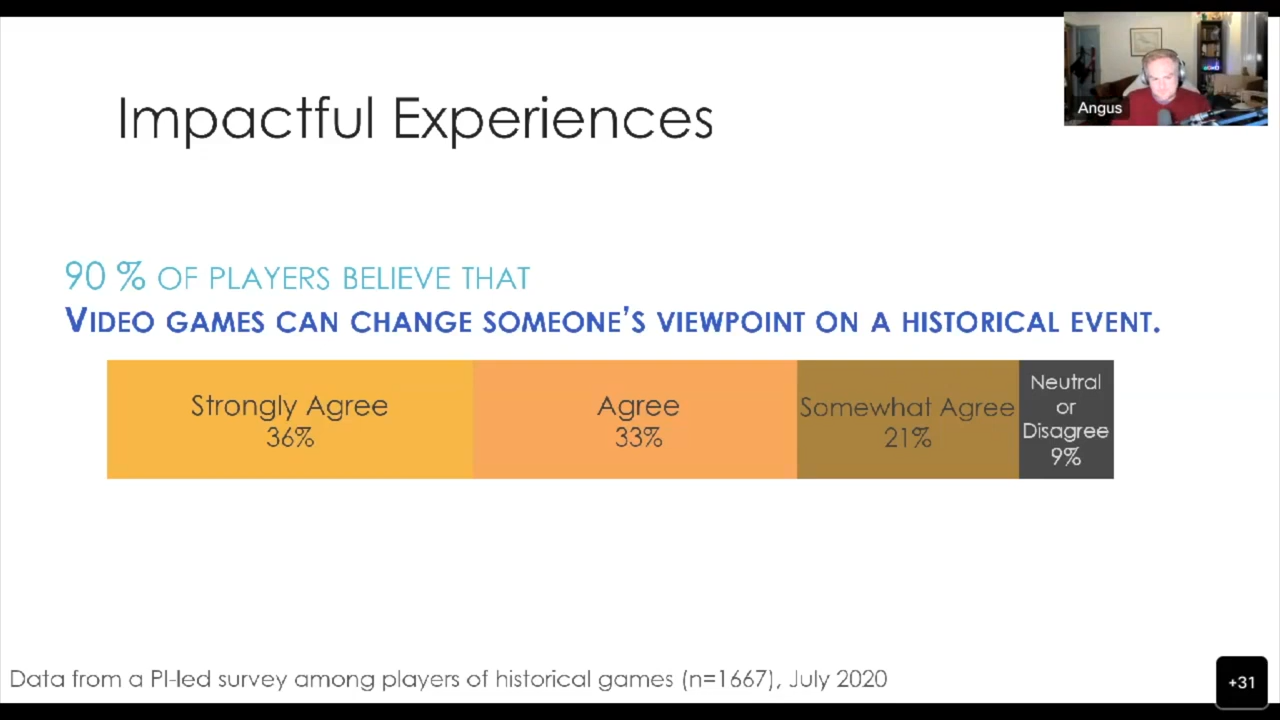 Impactful Experiences
Angus
90 % OF PLAYERS BELIEVE THAT
VIDEO GAMES CAN CHANGE SOMEONE'S VIEWPOINT ON A HISTORICAL EVENT.
Strongly Agree
36%
Agree
33%
Somewhat Agree
21%
Neutral
or
Disagree
9%
Data from a PI-led survey among players of historical games (n=1667), July 2020
+31